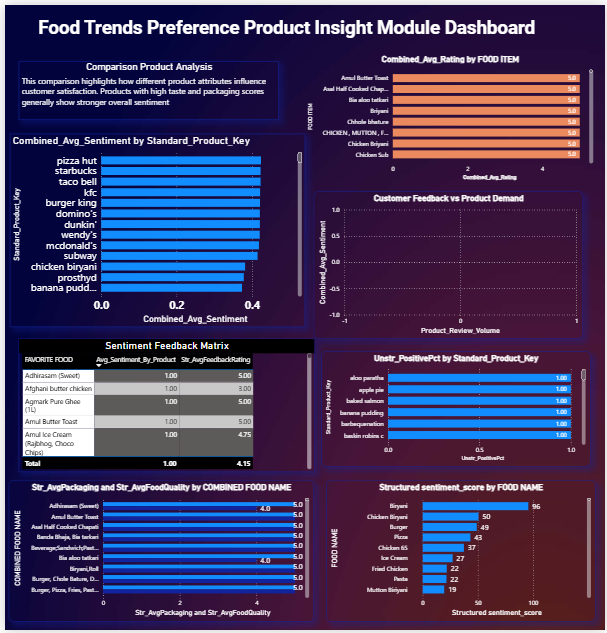 Food Trends Preference Product Insight Module Dashboard
Comparison Product Analysis
This comparison highlights how different product attributes influence
customer satisfaction. Products with high taste and packaging scores
generally show stronger overall sentiment
Combined_Avg_Rating by FOOD ITEM
FOOD ITEM
Amul Butter Toast 5.0
Asal Half Cooked Chap... 5.0
Bia aloo tatkari 5.0
Briyani 5.0
Chhole bhature 5.0
CHICKEN , MUTTON , F... 5.0
Chicken Briyani 5.0
Chicken Sub 5.0
0 2 4
Combined_Avg_Rating
Combined_Avg_Sentiment by Standard_Product_Key
Standard_Product_Key
pizza hut
starbucks
taco bell
kfc
burger king
domino's
dunkin'
wendy's
mcdonald's
subway
chicken biryani
prosthyd
banana pudd...
0.0 0.2 0.4
Combined_Avg_Sentiment
Customer Feedback vs Product Demand
Combined_Avg_Sentiment
1.0
0.5
0.0
-0.5
-1.0
-1 0 1
Product_Review_Volume
Sentiment Feedback Matrix
FAVORITE FOOD Avg_Sentiment_By_Product Str_AvgFeedbackRating
Adhirasam (Sweet) 1.00 5.00
Afghani butter chicken 1.00 3.00
Agmark Pure Ghee
(1L) 1.00 5.00
Amul Butter Toast 1.00 5.00
Amul Ice Cream
(Rajbhog, Choco
Chips) 1.00 4.75
Total 1.00 4.15
Unstr_PositivePct by Standard_Product_Key
Standard_Product_Key
aloo paratha 1.00
apple pie 1.00
baked salmon 1.00
banana pudding 1.00
barbequenation 1.00
baskin robins c 1.00
0.0 0.5 1.0
Unstr_PositivePct
Str_AvgPackaging and Str_AvgFoodQuality by COMBINED FOOD NAME
COMBINED FOOD NAME
Adhirasam (Sweet) 5.0
4.0
Amul Butter Toast 5.0
Asal Half Cooked Chapati 5.0
Banda Bhaja, Bia tarkari 5.0
Beverage;Sandwich;Past... 5.0
Bia aloo tatkari 5.0
4.0
Biryani,Roll 5.0
Burger, Chole Bature, D... 5.0
Burger, Pizza, Fries, Past... 5.0
0 2 4
Str_AvgPackaging and Str_AvgFoodQuality
Structured sentiment_score by FOOD NAME
FOOD NAME
Biryani 96
Chicken Biryani 50
Burger 49
Pizza 43
Chicken 65 37
Ice Cream 27
Fried Chicken 22
Pasta 22
Mutton Biriyani 19
0 50 100
Structured sentiment_score